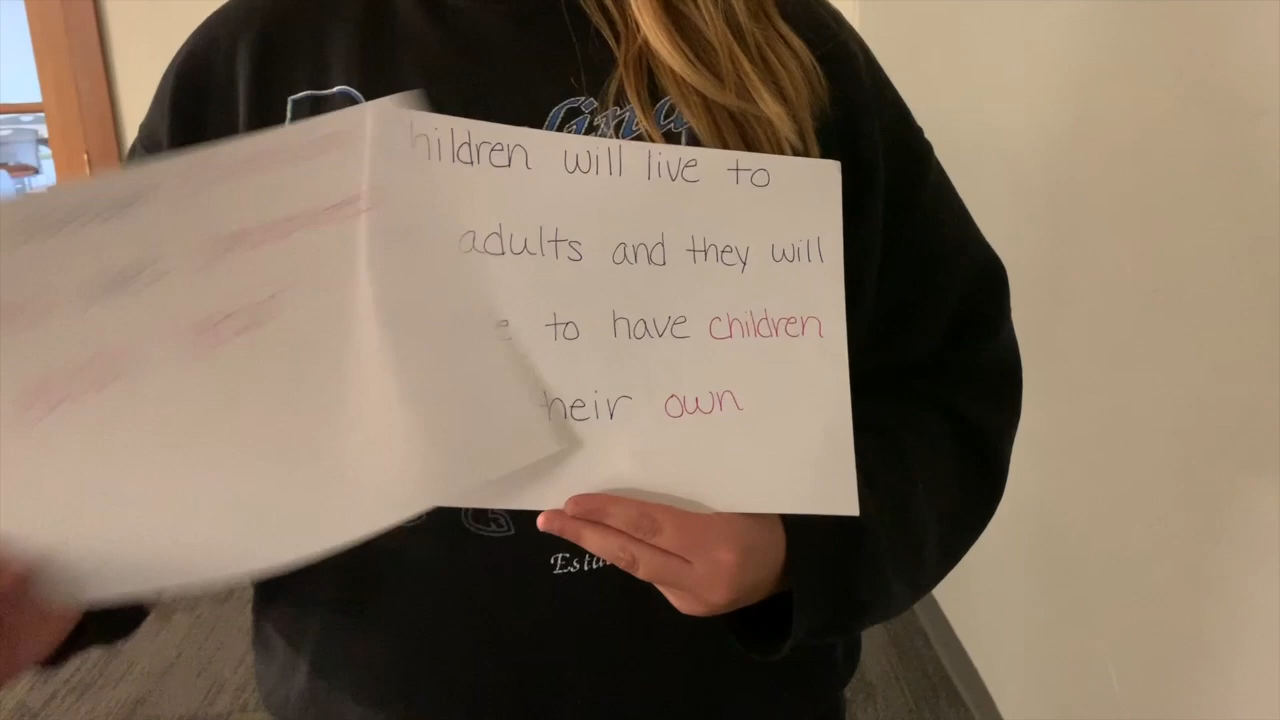 hildren will live to
adults and they will
e to have children
heir own